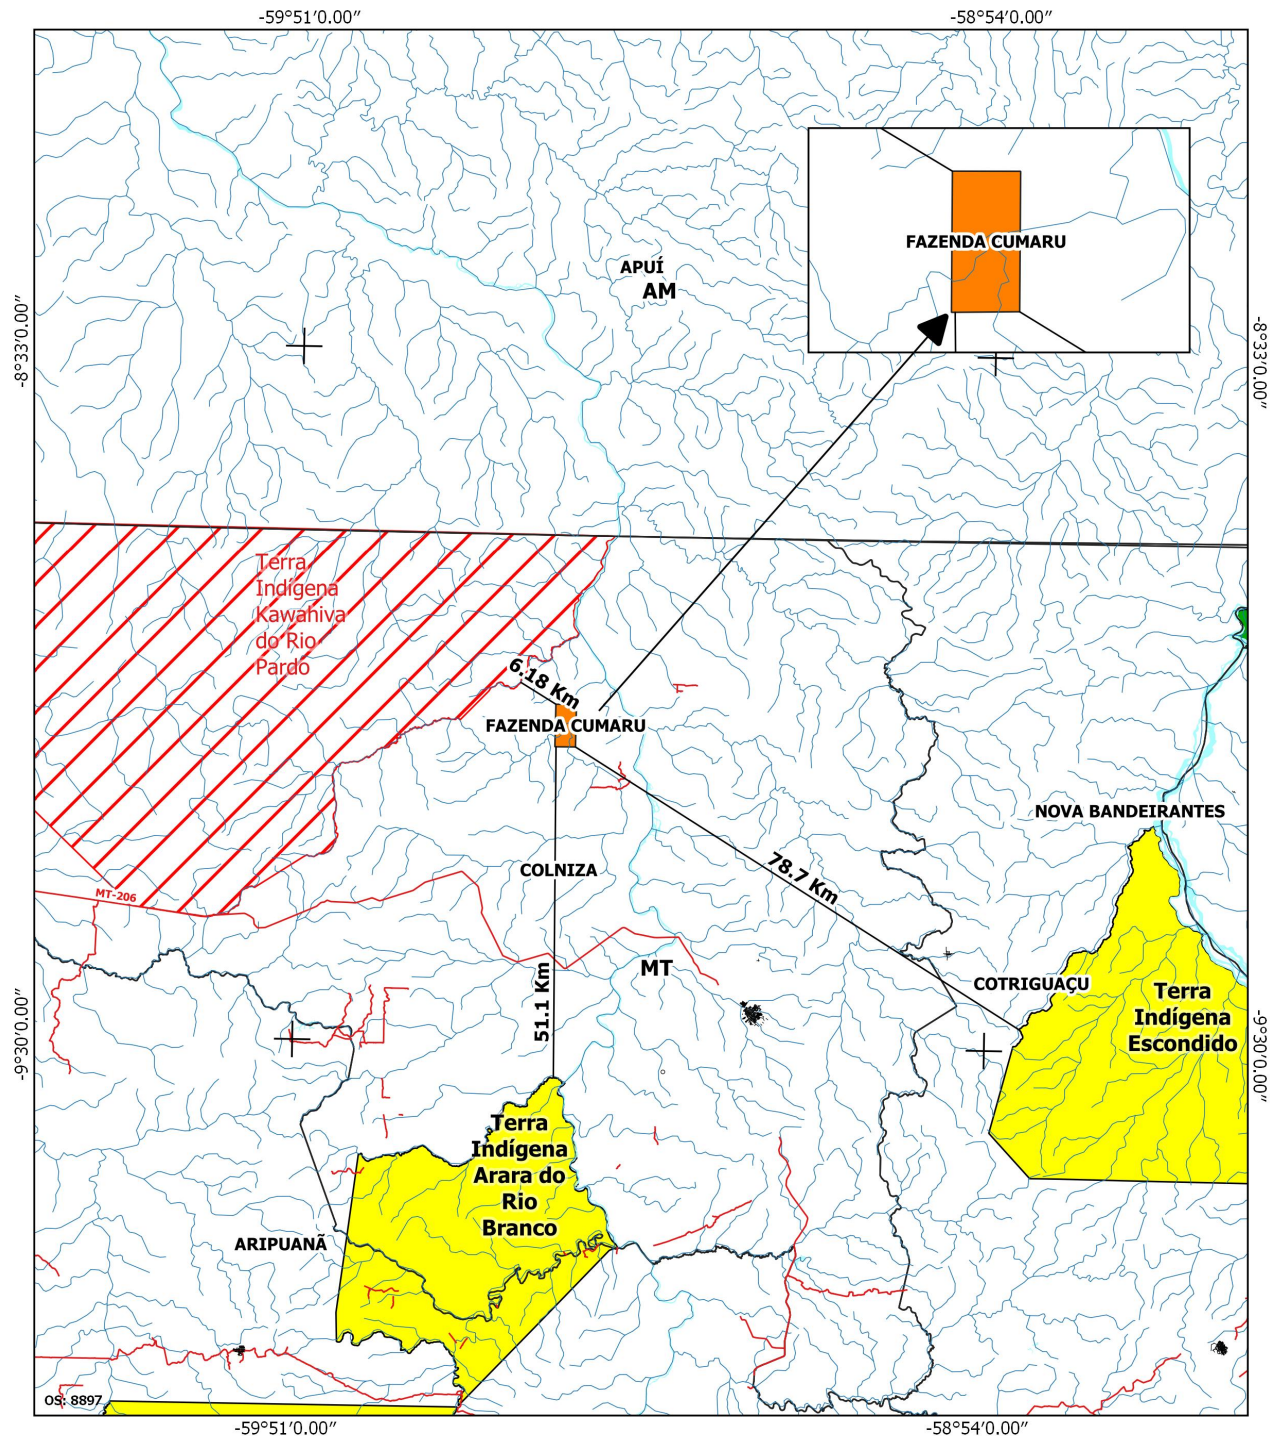 -59°51′0.00″
-58°54′0.00″
-8°33′0.00″
-8°33′0.00″
FAZENDA CUMARU
APUÍ
AM
Terra
Indígena
Kawahiva
do Rio
Pardo
6.18 Km
FAZENDA CUMARU
NOVA BANDEIRANTES
COLNIZA
78.7 Km
MT-206
MT
51.1 Km
COTRIGUAÇU
Terra
Indígena
Escondido
-9°30′0.00″
-9°30′0.00″
Terra
Indígena
Arara do
Rio
Branco
ARIPUANÃ
OS: 8897
-59°51′0.00″
-58°54′0.00″